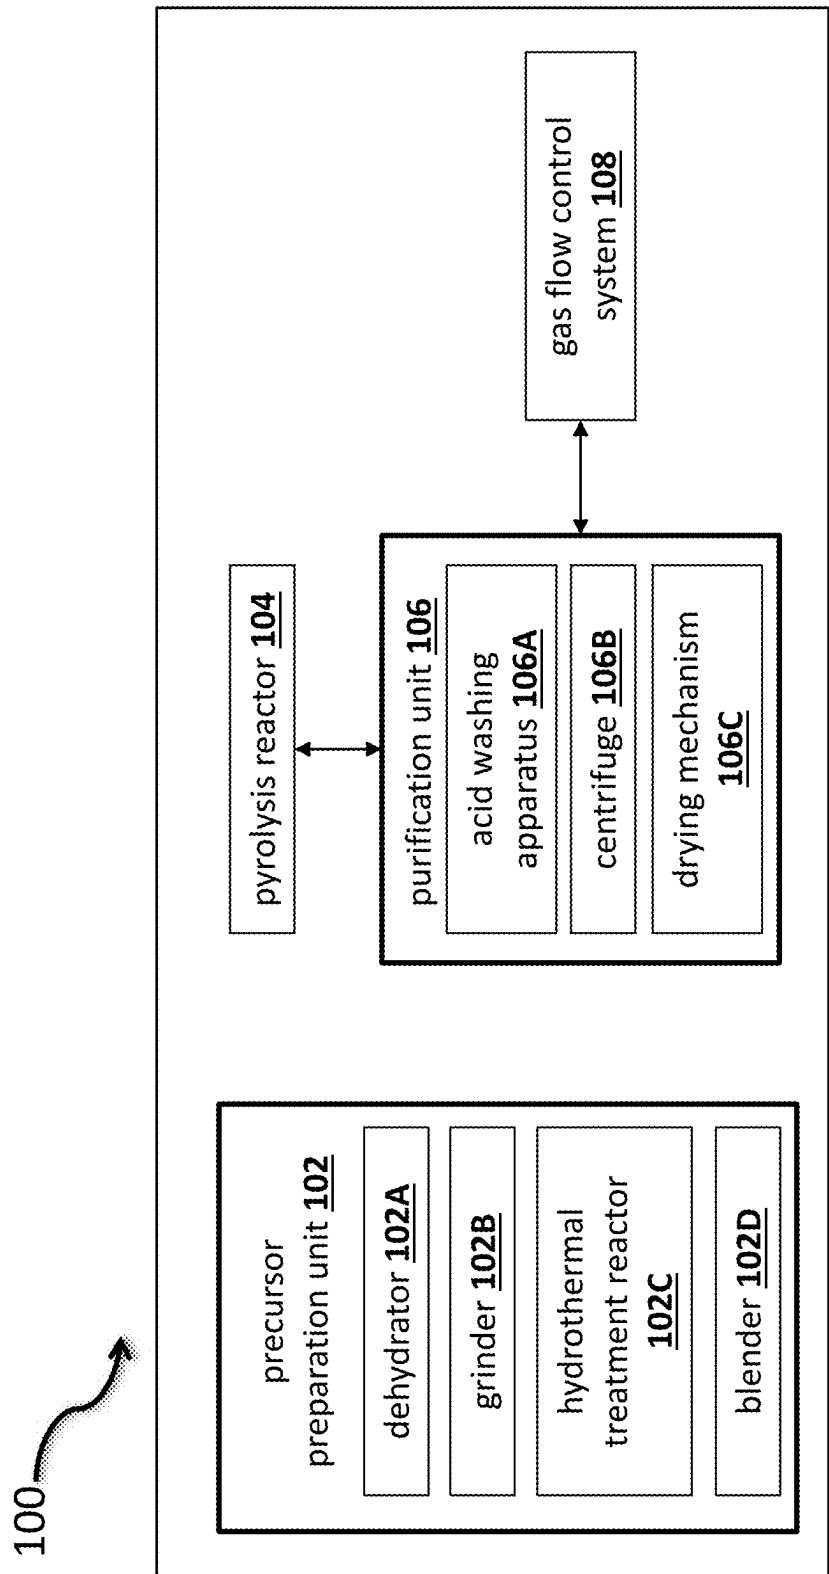 100
precursor
preparation unit 102
dehydrator 102A
grinder 102B
hydrothermal
treatment reactor
102C
blender 102D
pyrolysis reactor 104
purification unit 106
acid washing
apparatus 106A
centrifuge 106B
drying mechanism
106C
gas flow control
system 108